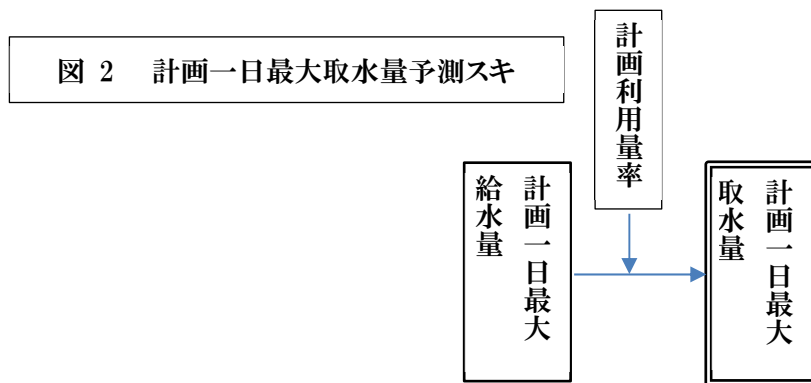 図 2 計画一日最大取水量予測スキ
計画利用量率
計画一日最大
給水量
計画一日最大
取水量